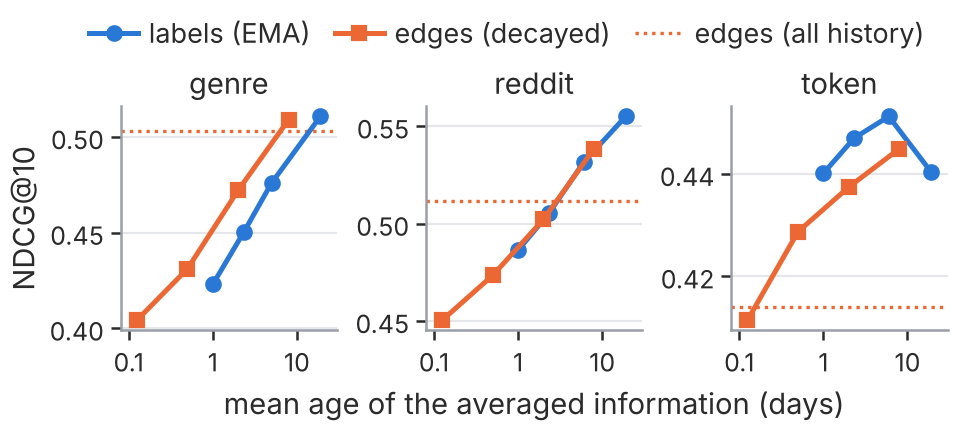 labels (EMA) edges (decayed) edges (all history)
genre reddit token
NDCG@10
0.50
0.45
0.40
0.55
0.50
0.45
0.44
0.42
0.1 1 10 0.1 1 10 0.1 1 10
mean age of the averaged information (days)